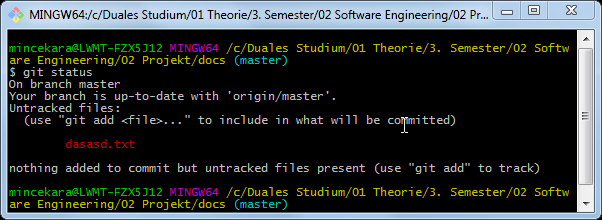 MINGW64:/c/Duales Studium/01 Theorie/3. Semester/02 Software Engineering/02 Pr...
mincekara@LWMT-FZX5J12 MINGW64 /c/Duales Studium/01 Theorie/3. Semester/02 Softw
are Engineering/02 Projekt/docs (master)
$ git status
On branch master
Your branch is up-to-date with 'origin/master'.
Untracked files:
  (use "git add <file>..." to include in what will be committed)
        dasasd.txt
nothing added to commit but untracked files present (use "git add" to track)
mincekara@LWMT-FZX5J12 MINGW64 /c/Duales Studium/01 Theorie/3. Semester/02 Softw
are Engineering/02 Projekt/docs (master)